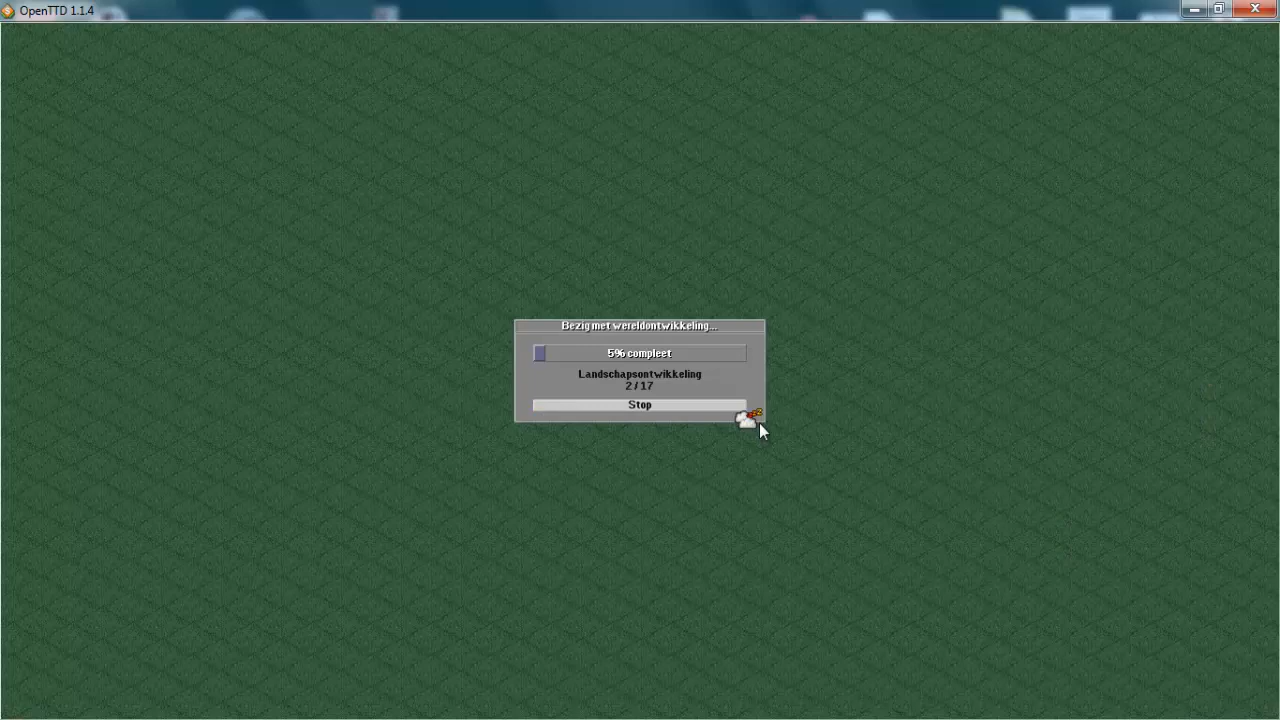 OpenTTD 1.1.4
Bezig met wereldontwikkeling...
5% compleet
Landschapsontwikkeling
2 / 17
Stop